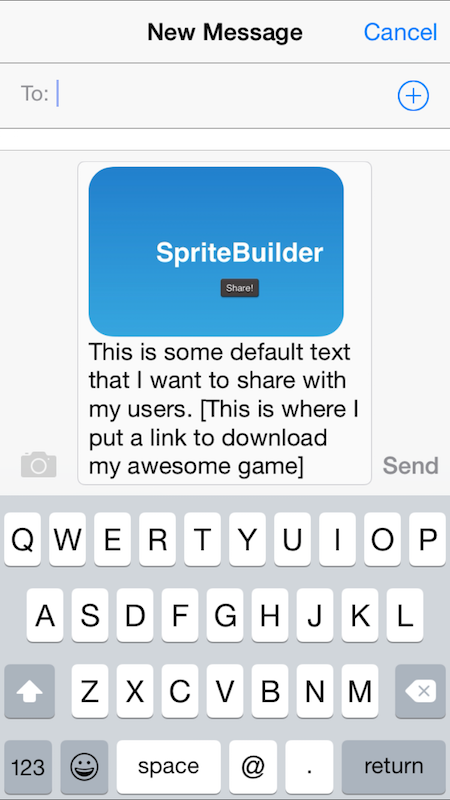 New Message Cancel
To:
SpriteBuilder
Share!
This is some default text
that I want to share with
my users. [This is where I
put a link to download
my awesome game]
Send
Q W E R T Y U I O P
A S D F G H J K L
Z X C V B N M
123 space @ . return